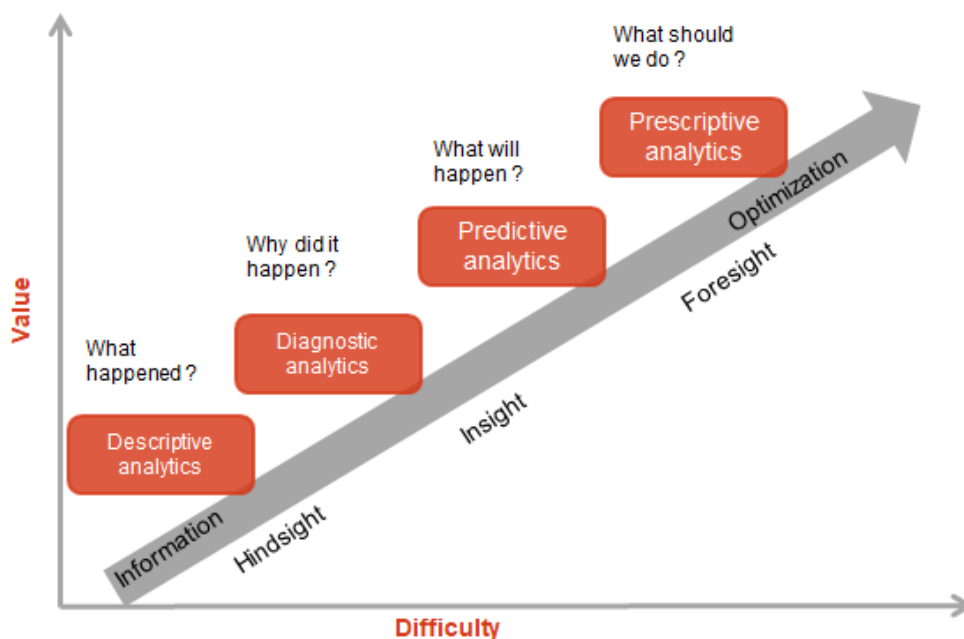 What should
we do ?
Prescriptive
analytics
What will
happen ?
Predictive
analytics
Why did it
happen ?
Diagnostic
analytics
What
happened ?
Descriptive
analytics
Information
Optimization
Hindsight
Insight
Foresight
Value
Difficulty